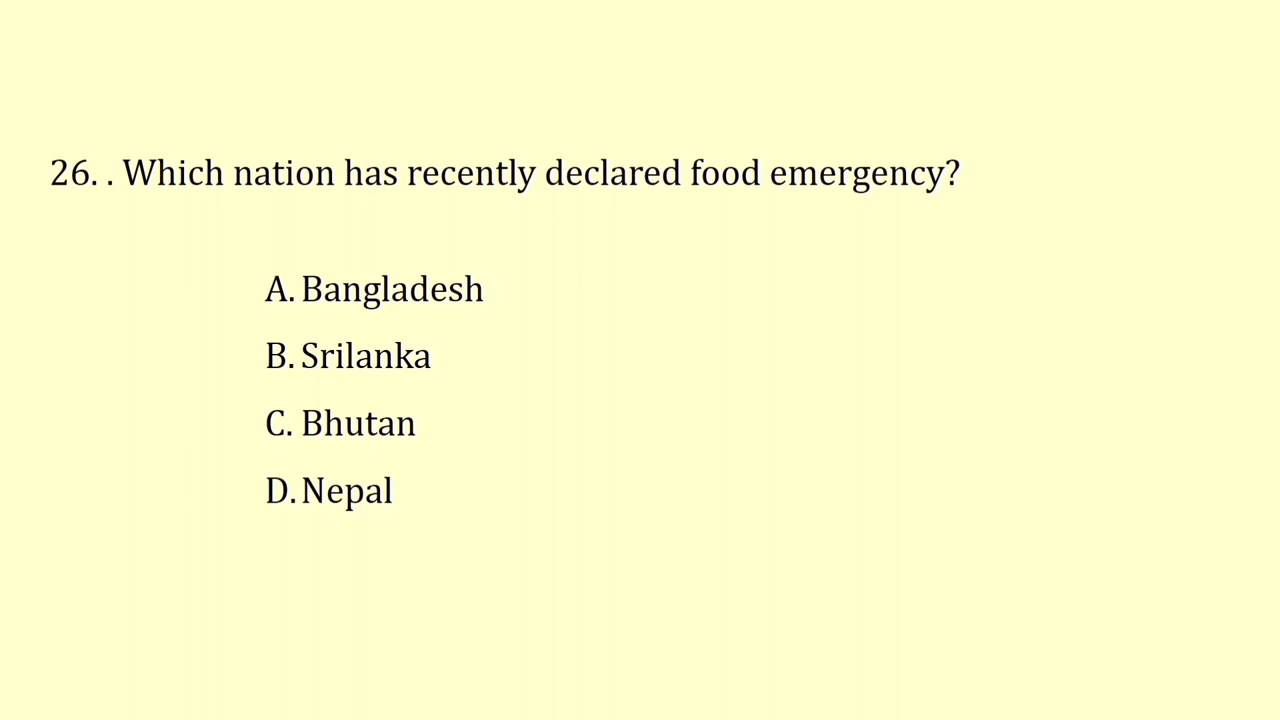 26. . Which nation has recently declared food emergency?
A. Bangladesh
B. Srilanka
C. Bhutan
D. Nepal